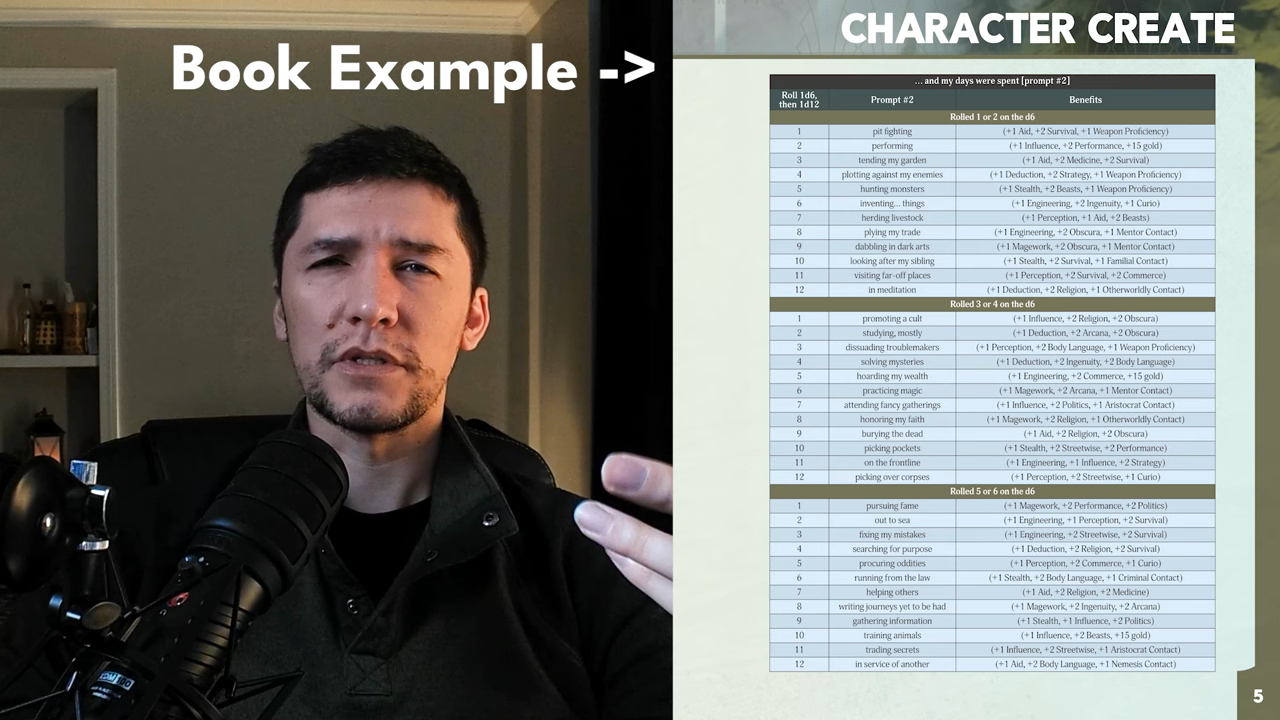 Book Example ->
CHARACTER CREATE
... and my days were spent [prompt #2]
Roll 1d6, then 1d12 Prompt #2 Benefits
Rolled 1 or 2 on the d6
1 pit fighting (+1 Aid, +2 Survival, +1 Weapon Proficiency)
2 performing (+1 Influence, +2 Performance, +15 gold)
3 tending my garden (+1 Aid, +2 Medicine, +2 Survival)
4 plotting against my enemies (+1 Deduction, +2 Strategy, +1 Weapon Proficiency)
5 hunting monsters (+1 Stealth, +2 Beasts, +1 Weapon Proficiency)
6 inventing... things (+1 Engineering, +2 Ingenuity, +1 Curio)
7 herding livestock (+1 Perception, +1 Aid, +2 Beasts)
8 plying my trade (+1 Engineering, +2 Obscura, +1 Mentor Contact)
9 dabbling in dark arts (+1 Magework, +2 Obscura, +1 Mentor Contact)
10 looking after my sibling (+1 Stealth, +2 Survival, +1 Familial Contact)
11 visiting far-off places (+1 Perception, +2 Survival, +2 Commerce)
12 in meditation (+1 Deduction, +2 Religion, +1 Otherworldly Contact)
Rolled 3 or 4 on the d6
1 promoting a cult (+1 Influence, +2 Religion, +2 Obscura)
2 studying, mostly (+1 Deduction, +2 Arcana, +2 Obscura)
3 dissuading troublemakers (+1 Perception, +2 Body Language, +1 Weapon Proficiency)
4 solving mysteries (+1 Deduction, +2 Ingenuity, +2 Body Language)
5 hoarding my wealth (+1 Engineering, +2 Commerce, +15 gold)
6 practicing magic (+1 Magework, +2 Arcana, +1 Mentor Contact)
7 attending fancy gatherings (+1 Influence, +2 Politics, +1 Aristocrat Contact)
8 honoring my faith (+1 Magework, +2 Religion, +1 Otherworldly Contact)
9 burying the dead (+1 Aid, +2 Religion, +2 Obscura)
10 picking pockets (+1 Stealth, +2 Streetwise, +2 Performance)
11 on the frontline (+1 Engineering, +1 Influence, +2 Strategy)
12 picking over corpses (+1 Perception, +2 Streetwise, +1 Curio)
Rolled 5 or 6 on the d6
1 pursuing fame (+1 Magework, +2 Performance, +2 Politics)
2 out to sea (+1 Engineering, +1 Perception, +2 Survival)
3 fixing my mistakes (+1 Engineering, +2 Streetwise, +2 Survival)
4 searching for purpose (+1 Deduction, +2 Religion, +2 Survival)
5 procuring oddities (+1 Perception, +2 Commerce, +1 Curio)
6 running from the law (+1 Stealth, +2 Body Language, +1 Criminal Contact)
7 helping others (+1 Aid, +2 Religion, +2 Medicine)
8 writing journeys yet to be had (+1 Magework, +2 Ingenuity, +2 Arcana)
9 gathering information (+1 Stealth, +1 Influence, +2 Politics)
10 training animals (+1 Influence, +2 Beasts, +15 gold)
11 trading secrets (+1 Influence, +2 Streetwise, +1 Aristocrat Contact)
12 in service of another (+1 Aid, +2 Body Language, +1 Nemesis Contact)
5